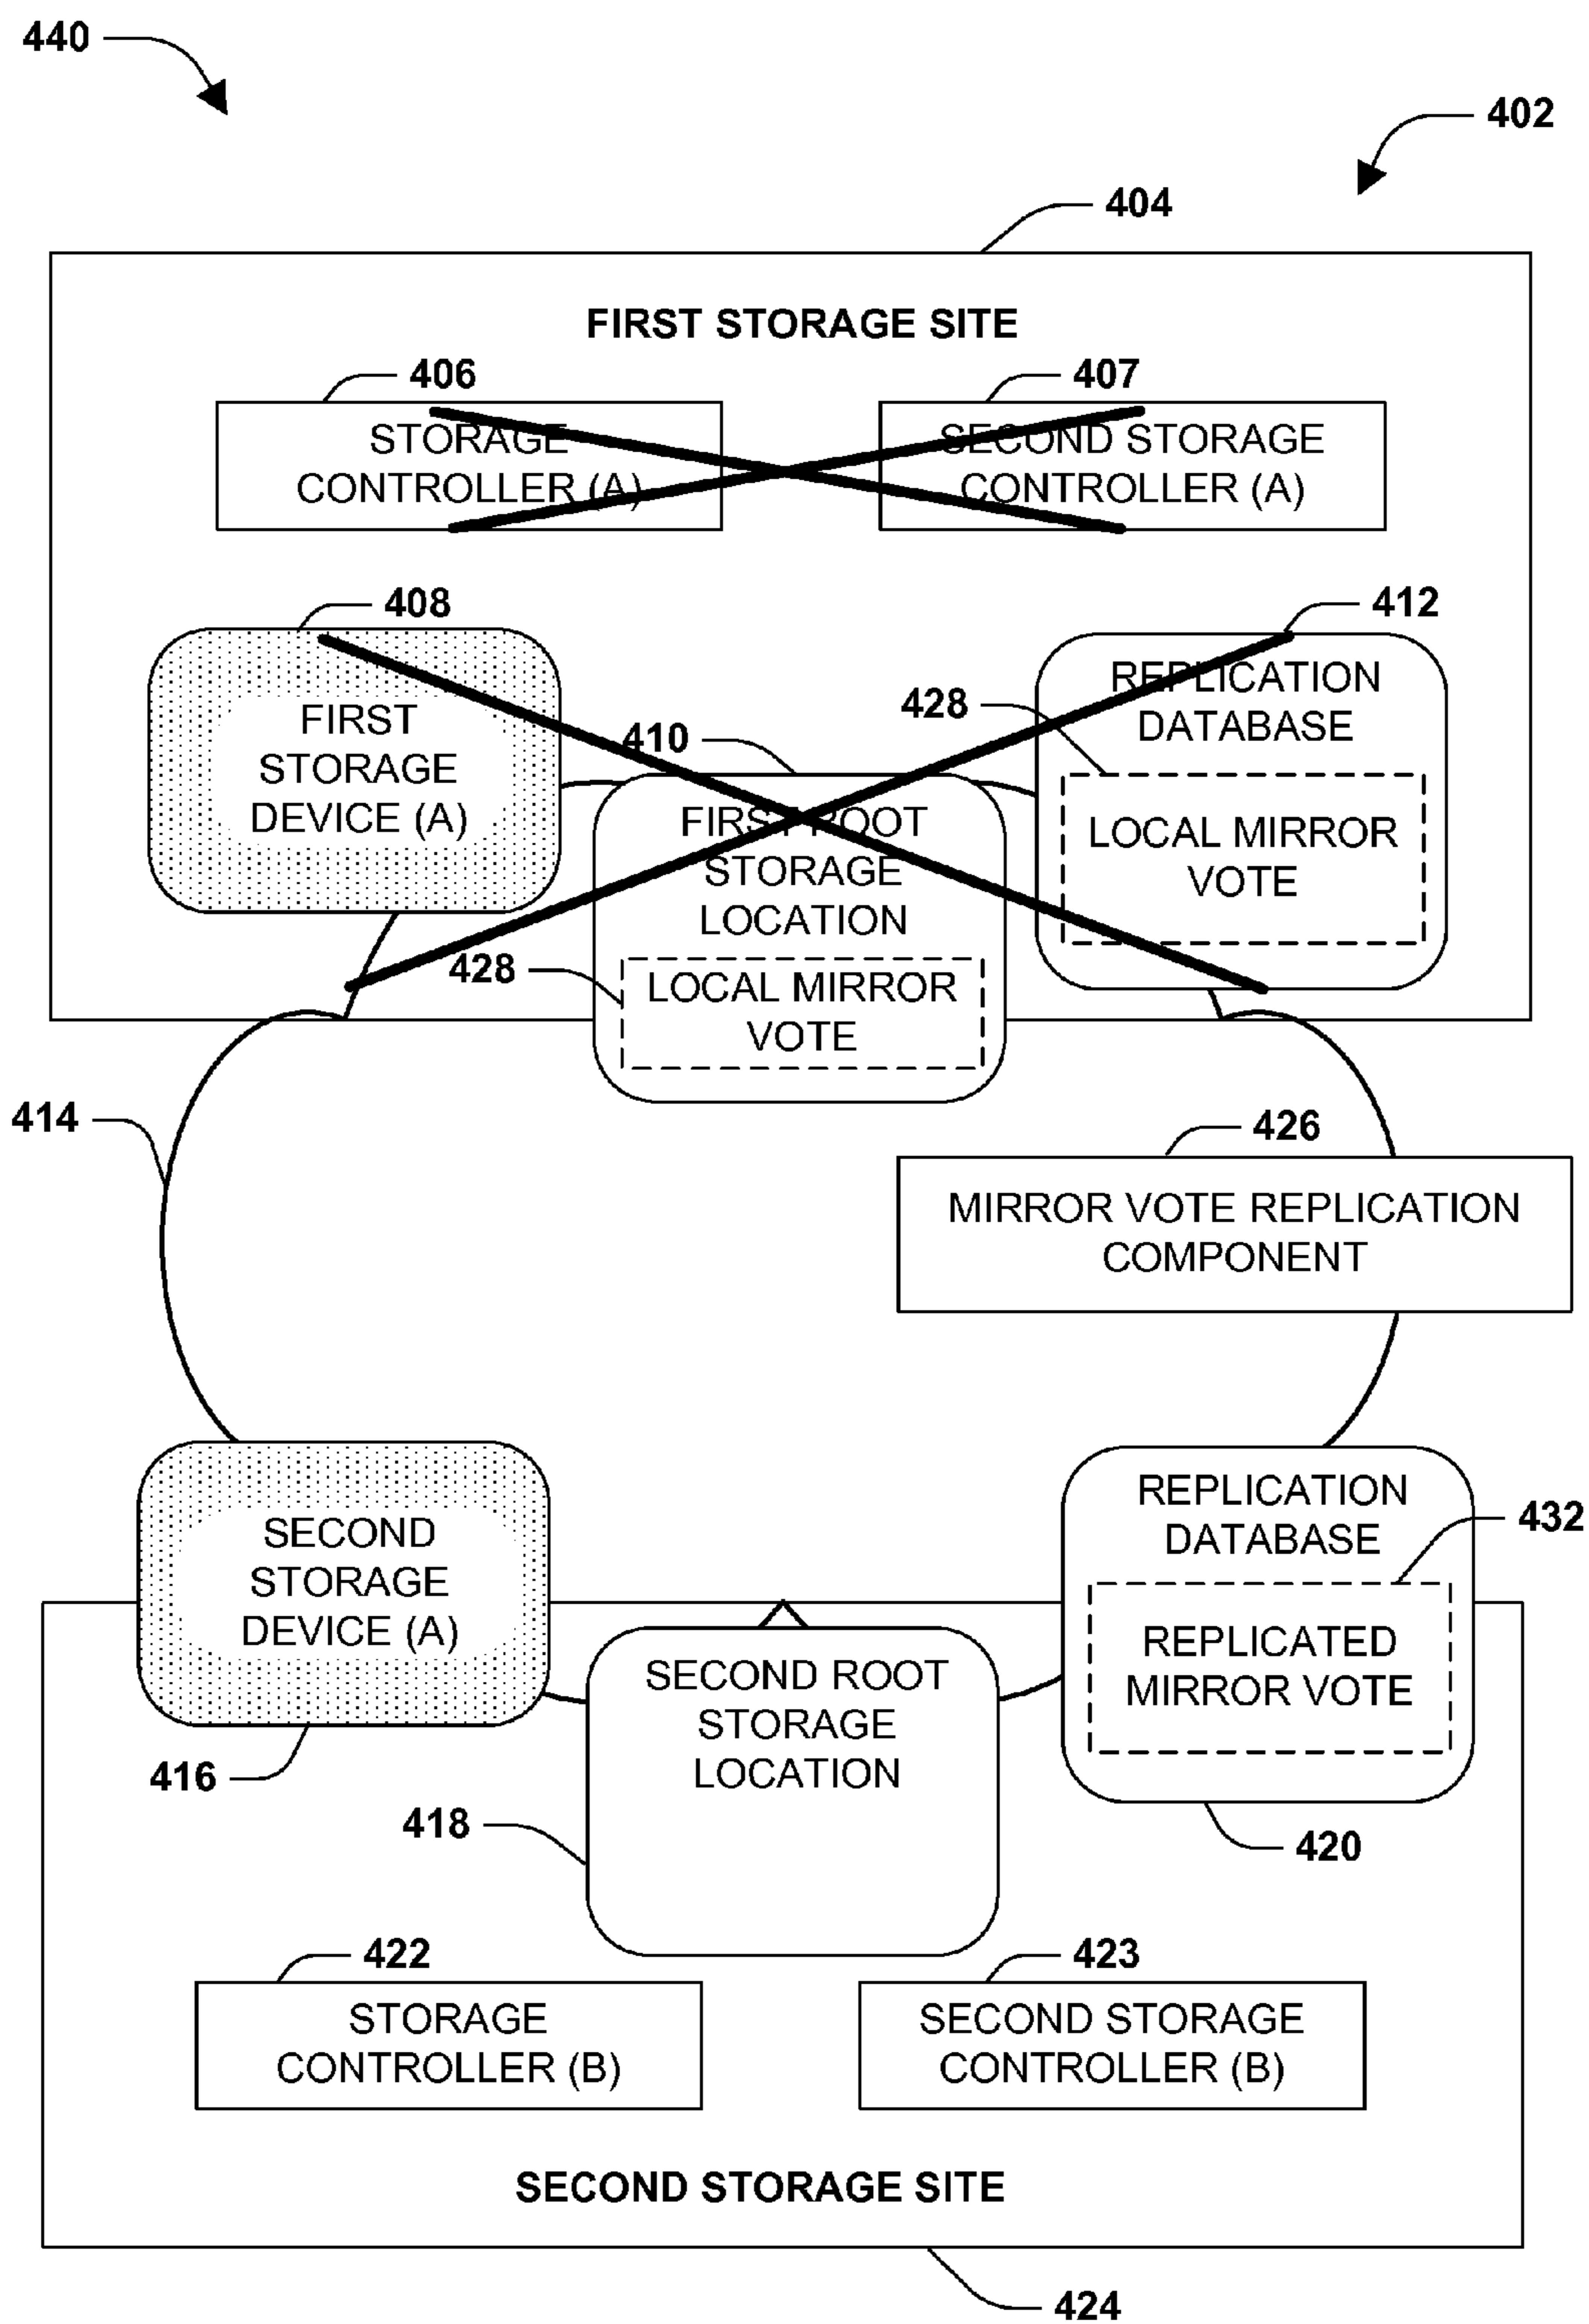 440
402
404
FIRST STORAGE SITE
406
407
STORAGE
CONTROLLER (A)
SECOND STORAGE
CONTROLLER (A)
408
412
FIRST
STORAGE
DEVICE (A)
410
FIRST ROOT
STORAGE
LOCATION
428
LOCAL MIRROR
VOTE
REPLICATION
DATABASE
428
LOCAL MIRROR
VOTE
414
426
MIRROR VOTE REPLICATION
COMPONENT
SECOND
STORAGE
DEVICE (A)
416
REPLICATION
DATABASE
432
REPLICATED
MIRROR VOTE
420
SECOND ROOT
STORAGE
LOCATION
418
422
423
STORAGE
CONTROLLER (B)
SECOND STORAGE
CONTROLLER (B)
SECOND STORAGE SITE
424